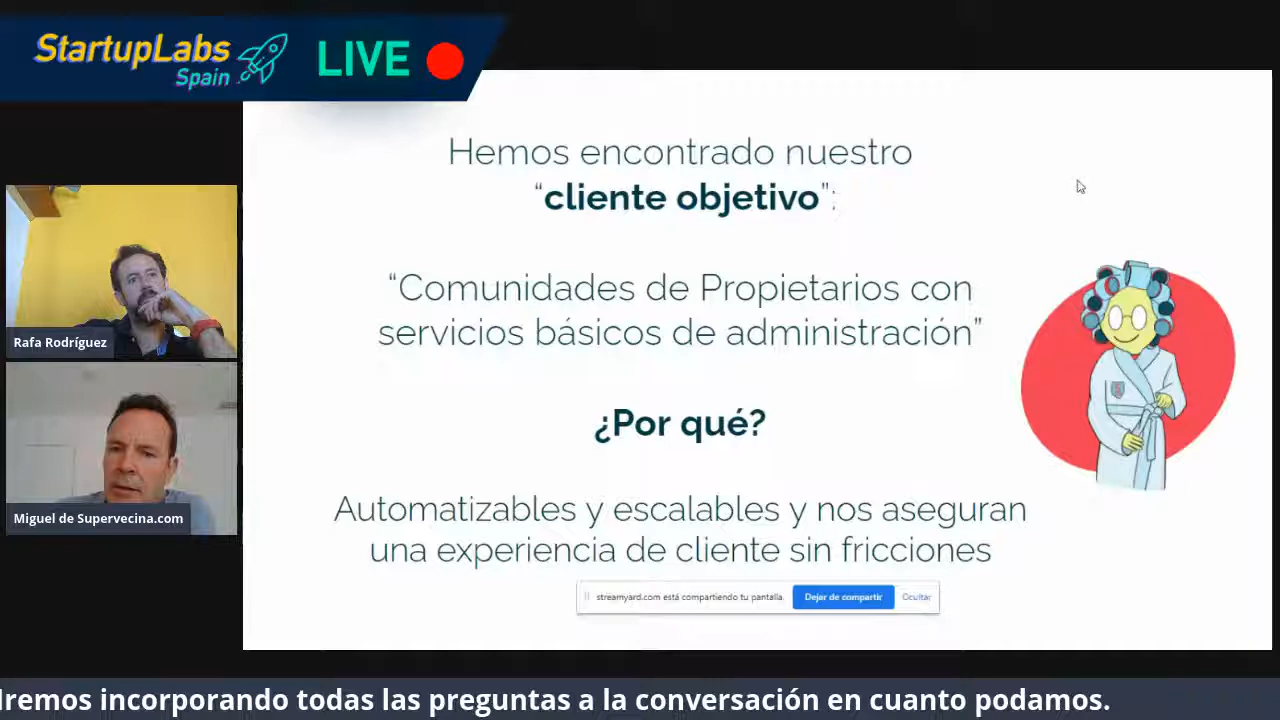 StartupLabs
Spain
LIVE
Hemos encontrado nuestro
“cliente objetivo”:
“Comunidades de Propietarios con
servicios básicos de administración”
¿Por qué?
Automatizables y escalables y nos aseguran
una experiencia de cliente sin fricciones
streamyard.com está compartiendo tu pantalla.
Dejar de compartir
Ocultar
Rafa Rodríguez
Miguel de Supervecina.com
Iremos incorporando todas las preguntas a la conversación en cuanto podamos.